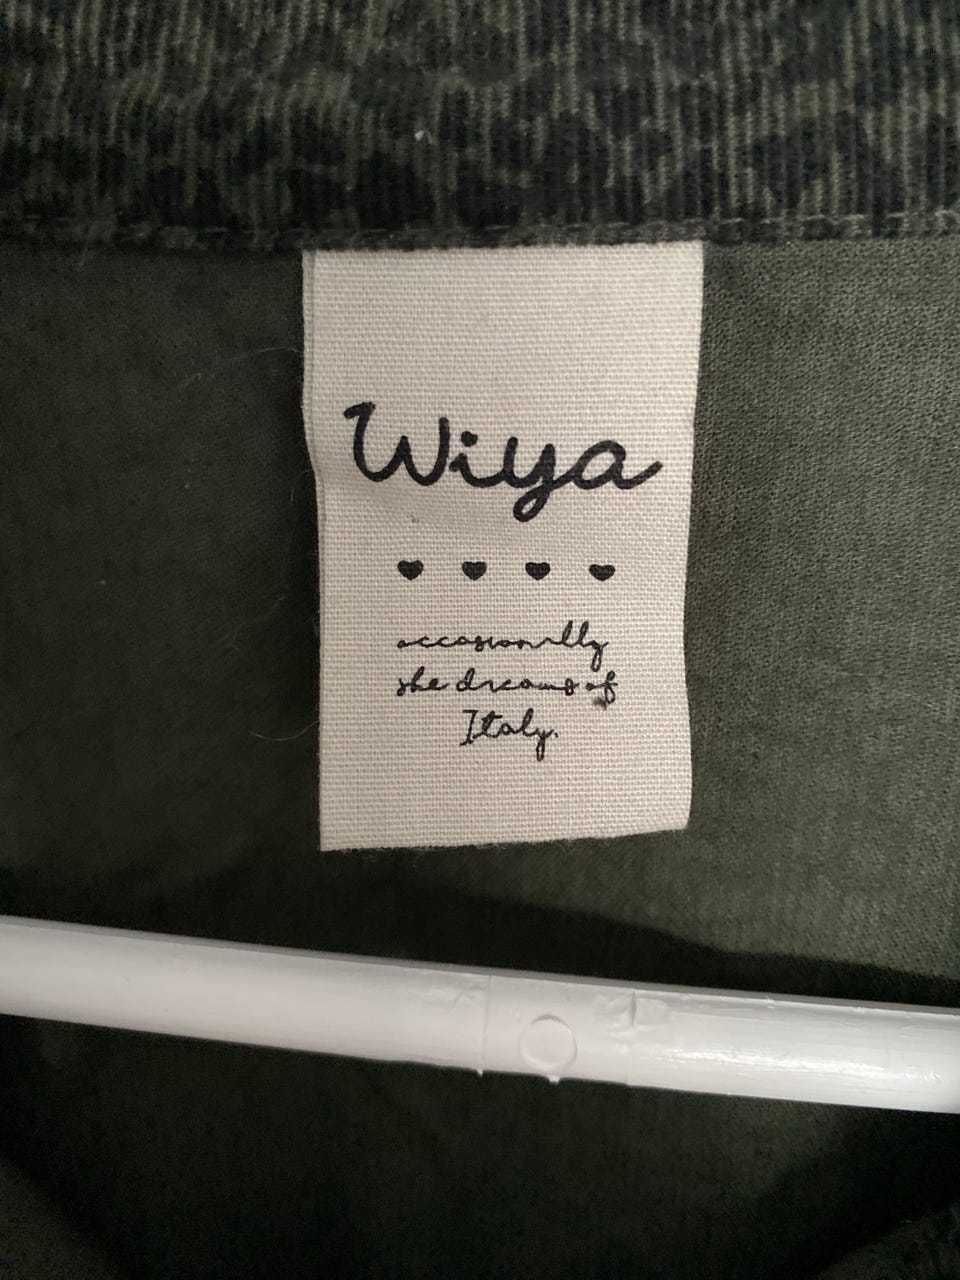 Wiya
occasionally
she dreams of
Italy.